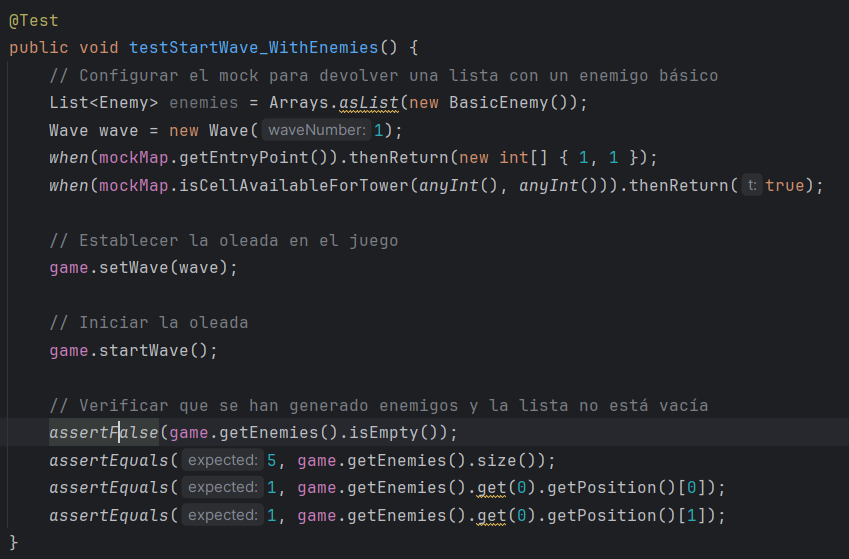 @Test
public void testStartWave_WithEnemies() {
// Configurar el mock para devolver una lista con un enemigo básico
List<Enemy> enemies = Arrays.asList(new BasicEnemy());
Wave wave = new Wave( waveNumber: 1);
when(mockMap.getEntryPoint()).thenReturn(new int[] { 1, 1 });
when(mockMap.isCellAvailableForTower(anyInt(), anyInt())).thenReturn( t: true);
// Establecer la oleada en el juego
game.setWave(wave);
// Iniciar la oleada
game.startWave();
// Verificar que se han generado enemigos y la lista no está vacía
assertFalse(game.getEnemies().isEmpty());
assertEquals( expected: 5, game.getEnemies().size());
assertEquals( expected: 1, game.getEnemies().get(0).getPosition()[0]);
assertEquals( expected: 1, game.getEnemies().get(0).getPosition()[1]);
}